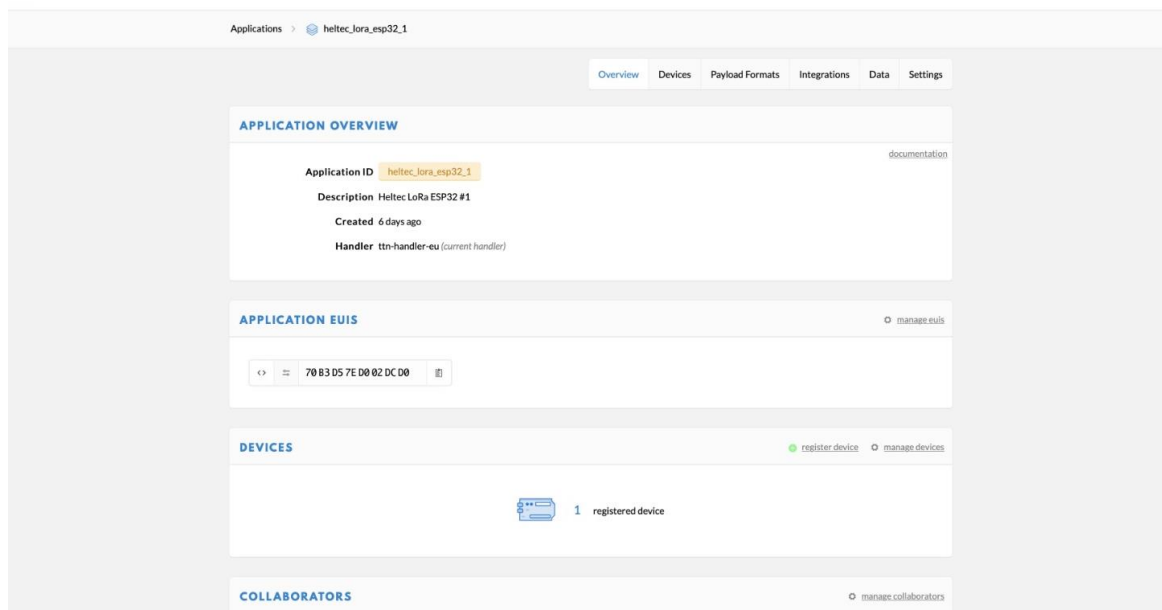 Applications > heltec_lora_esp32_1
Overview Devices Payload Formats Integrations Data Settings
APPLICATION OVERVIEW
documentation
Application ID heltec_lora_esp32_1
Description Heltec LoRa ESP32 #1
Created 6 days ago
Handler ttn-handler-eu (current handler)
APPLICATION EUIS
manage euis
<> 70 B3 D5 7E D0 02 DC D0
DEVICES
register device manage devices
1 registered device
COLLABORATORS
manage collaborators